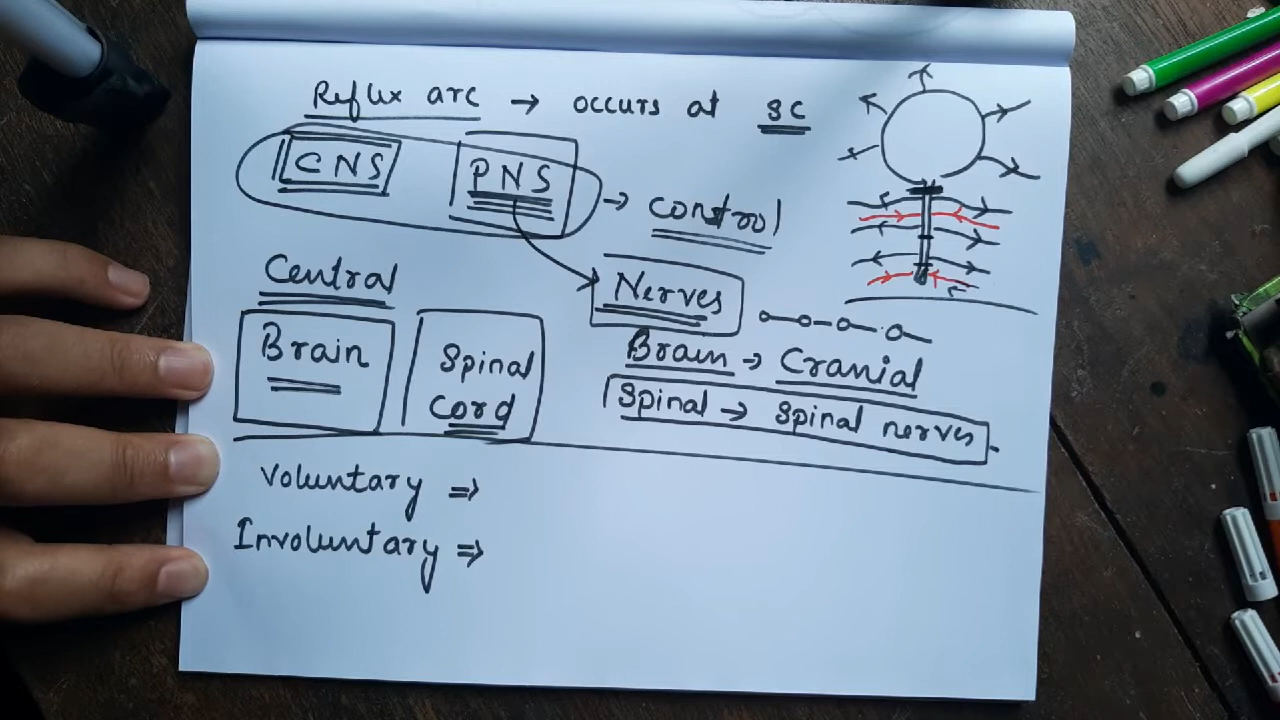 Reflux arc → occurs at SC
CNS PNS → control
Central
Nerves
Brain
Spinal cord
Brain → Cranial
Spinal → Spinal nerves.
Voluntary ⇒
Involuntary ⇒